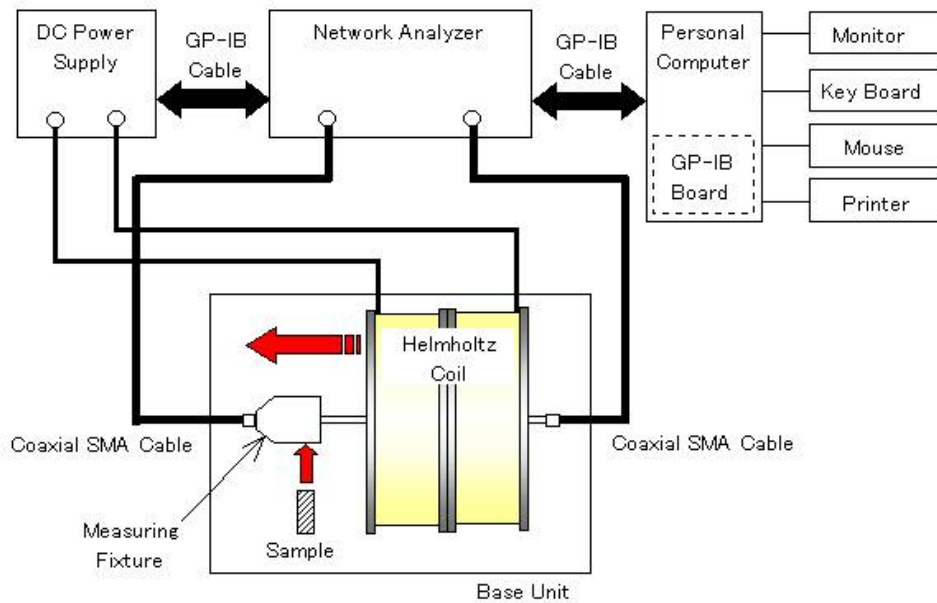 DC Power
Supply
GP-IB
Cable
Network Analyzer
GP-IB
Cable
Personal
Computer
GP-IB
Board
Monitor
Key Board
Mouse
Printer
Helmholtz
Coil
Coaxial SMA Cable
Coaxial SMA Cable
Measuring
Fixture
Sample
Base Unit